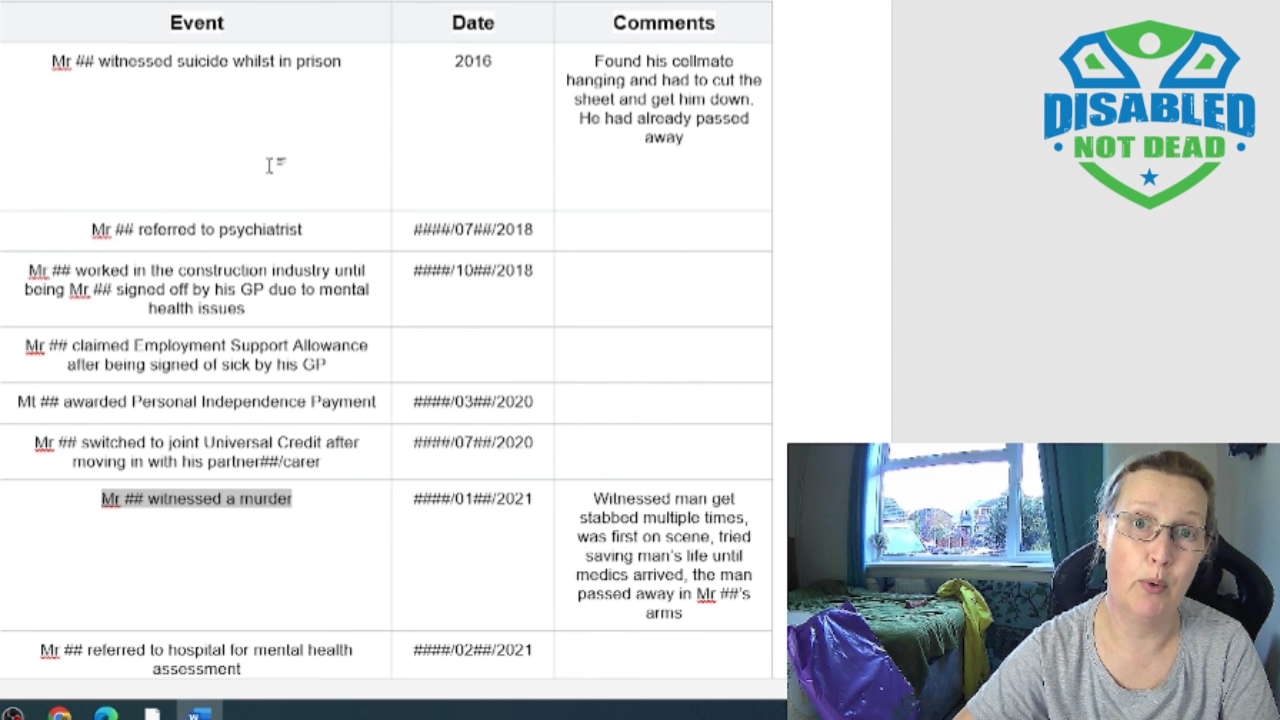 Event Date Comments
Mr ## witnessed suicide whilst in prison 2016 Found his cellmate
hanging and had to cut the
sheet and get him down.
He had already passed
away
Mr ## referred to psychiatrist ####/07##/2018
Mr ## worked in the construction industry until ####/10##/2018
being Mr ## signed off by his GP due to mental
health issues
Mr ## claimed Employment Support Allowance
after being signed of sick by his GP
Mt ## awarded Personal Independence Payment ####/03##/2020
Mr ## switched to joint Universal Credit after ####/07##/2020
moving in with his partner##/carer
Mr ## witnessed a murder ####/01##/2021 Witnessed man get
stabbed multiple times,
was first on scene, tried
saving man's life until
medics arrived, the man
passed away in Mr ##'s
arms
Mr ## referred to hospital for mental health ####/02##/2021
assessment
DISABLED
NOT DEAD